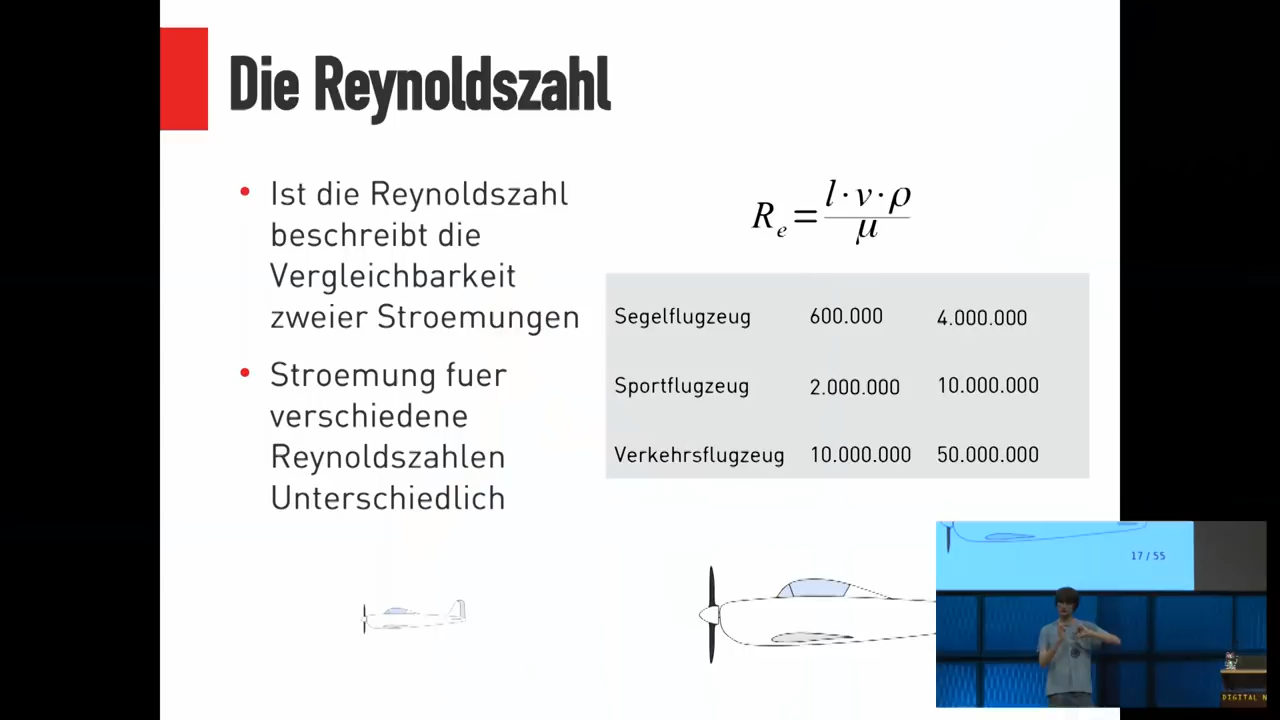 Die Reynoldszahl
• Ist die Reynoldszahl
beschreibt die
Vergleichbarkeit
zweier Stroemungen
• Stroemung fuer
verschiedene
Reynoldszahlen
Unterschiedlich
R_e = l·v·ρ / μ
Segelflugzeug 600.000 4.000.000
Sportflugzeug 2.000.000 10.000.000
Verkehrsflugzeug 10.000.000 50.000.000
17 / 55
DIGITAL N